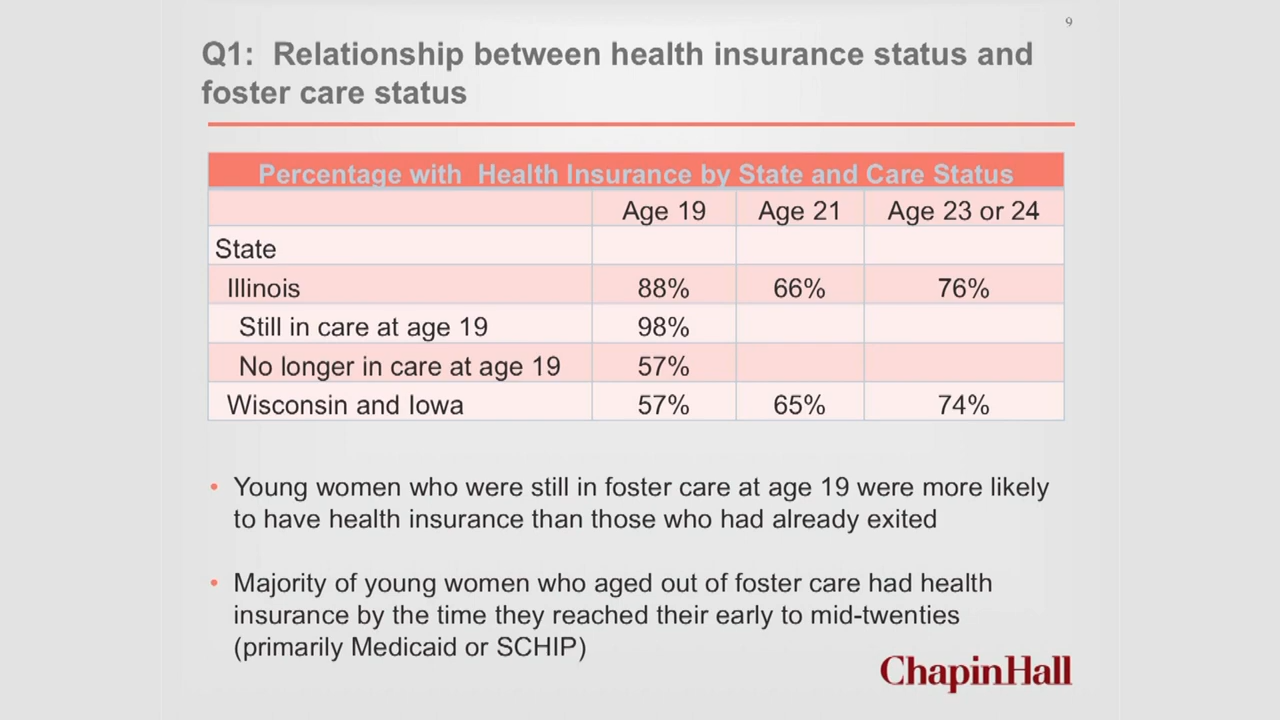 9
Q1: Relationship between health insurance status and
foster care status
Percentage with Health Insurance by State and Care Status
Age 19 Age 21 Age 23 or 24
State
Illinois 88% 66% 76%
Still in care at age 19 98%
No longer in care at age 19 57%
Wisconsin and Iowa 57% 65% 74%
• Young women who were still in foster care at age 19 were more likely
to have health insurance than those who had already exited
• Majority of young women who aged out of foster care had health
insurance by the time they reached their early to mid-twenties
(primarily Medicaid or SCHIP)
ChapinHall